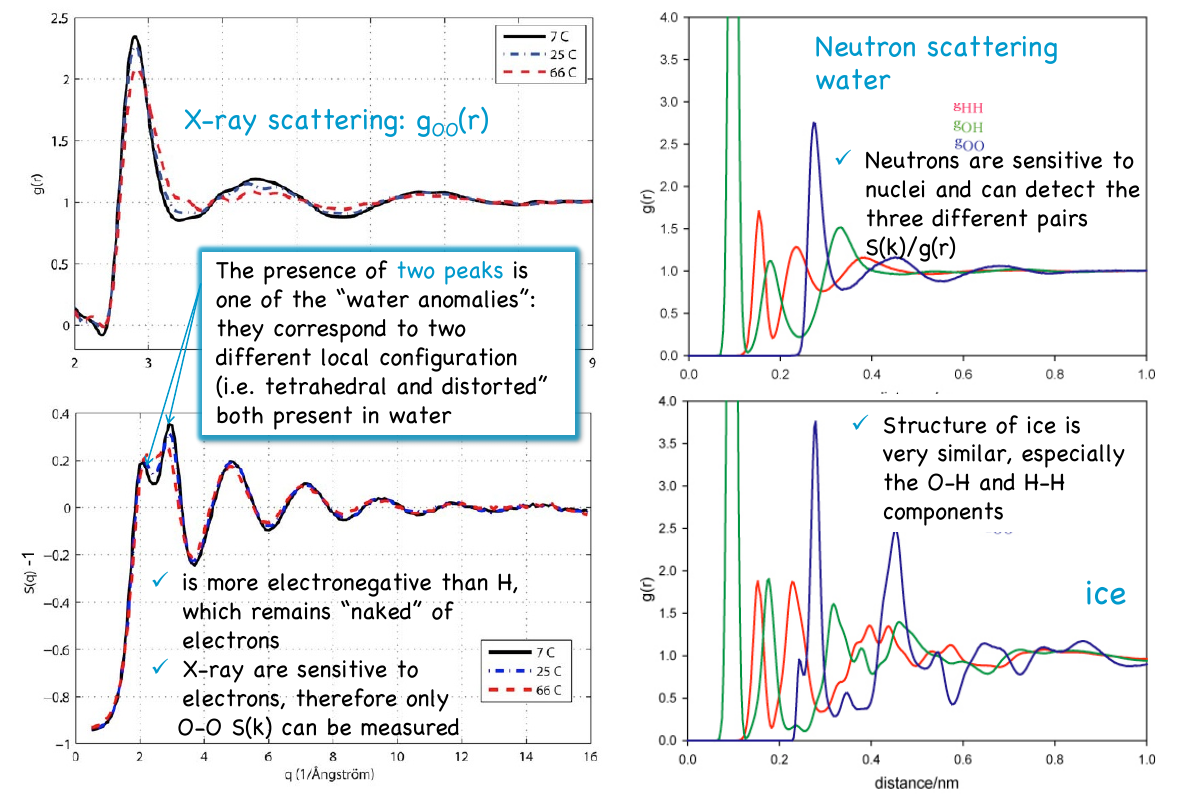 2.5
2
1.5
1
0.5
0
g(r)
7 C
25 C
66 C
X-ray scattering: gOO(r)
2
3
9
The presence of two peaks is
one of the “water anomalies”:
they correspond to two
different local configuration
(i.e. tetrahedral and distorted”
both present in water
0.4
0.2
0
−0.2
−0.4
−0.6
−0.8
−1
S(q) -1
✓ is more electronegative than H,
which remains “naked” of
electrons
✓ X-ray are sensitive to
electrons, therefore only
O-O S(k) can be measured
7 C
25 C
66 C
0
2
4
6
8
10
12
14
16
q (1/Ångström)
4.0
3.5
3.0
2.5
2.0
1.5
1.0
0.5
0.0
g(r)
Neutron scattering
water
gHH
gOH
gOO
✓ Neutrons are sensitive to
nuclei and can detect the
three different pairs
S(k)/g(r)
0.0
0.2
0.4
0.6
0.8
1.0
4.0
3.5
3.0
2.5
2.0
1.5
1.0
0.5
0.0
g(r)
✓ Structure of ice is
very similar, especially
the O-H and H-H
components
ice
0.0
0.2
0.4
0.6
0.8
1.0
distance/nm